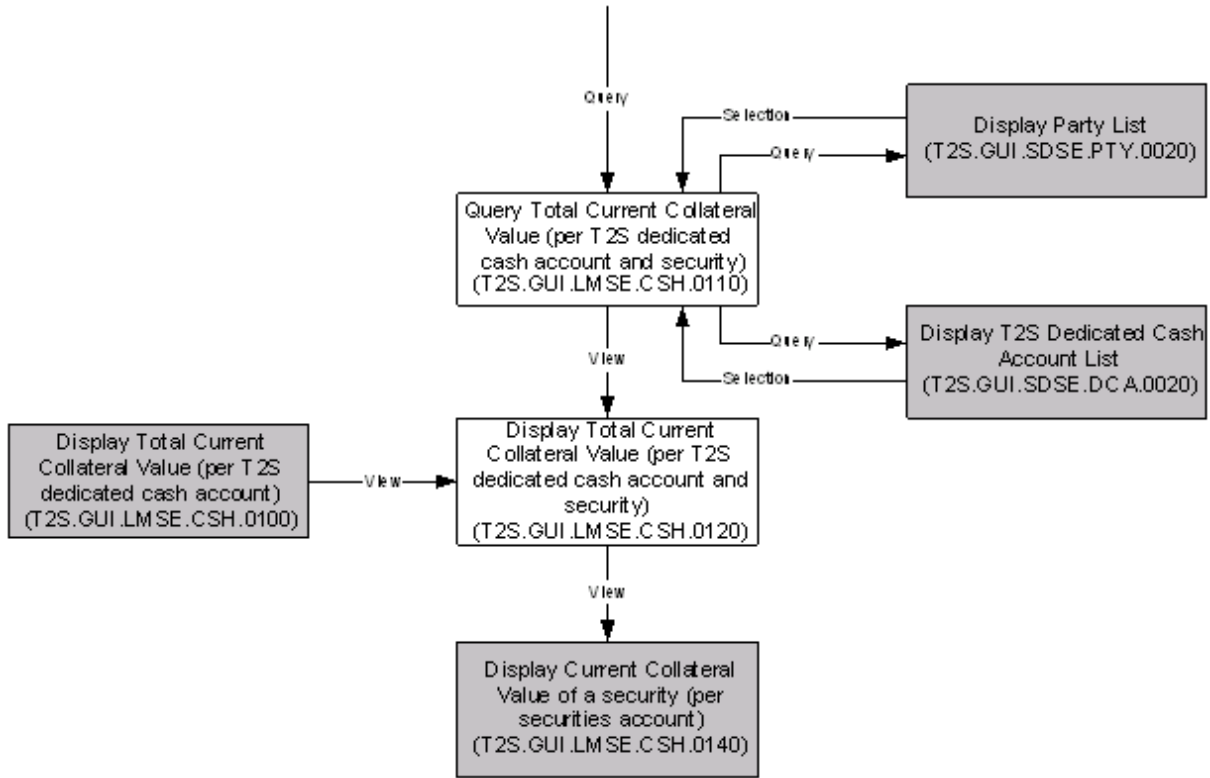 Query
Selection
Query
Display Party List
(T2S.GUI.SDSE.PTY.0020)
Query Total Current Collateral
Value (per T2S dedicated
cash account and security)
(T2S.GUI.LMSE.CSH.0110)
Query
Selection
Display T2S Dedicated Cash
Account List
(T2S.GUI.SDSE.DCA.0020)
View
Display Total Current
Collateral Value (per T2S
dedicated cash account)
(T2S.GUI.LMSE.CSH.0100)
View
Display Total Current
Collateral Value (per T2S
dedicated cash account and
security)
(T2S.GUI.LMSE.CSH.0120)
View
Display Current Collateral
Value of a security (per
securities account)
(T2S.GUI.LMSE.CSH.0140)